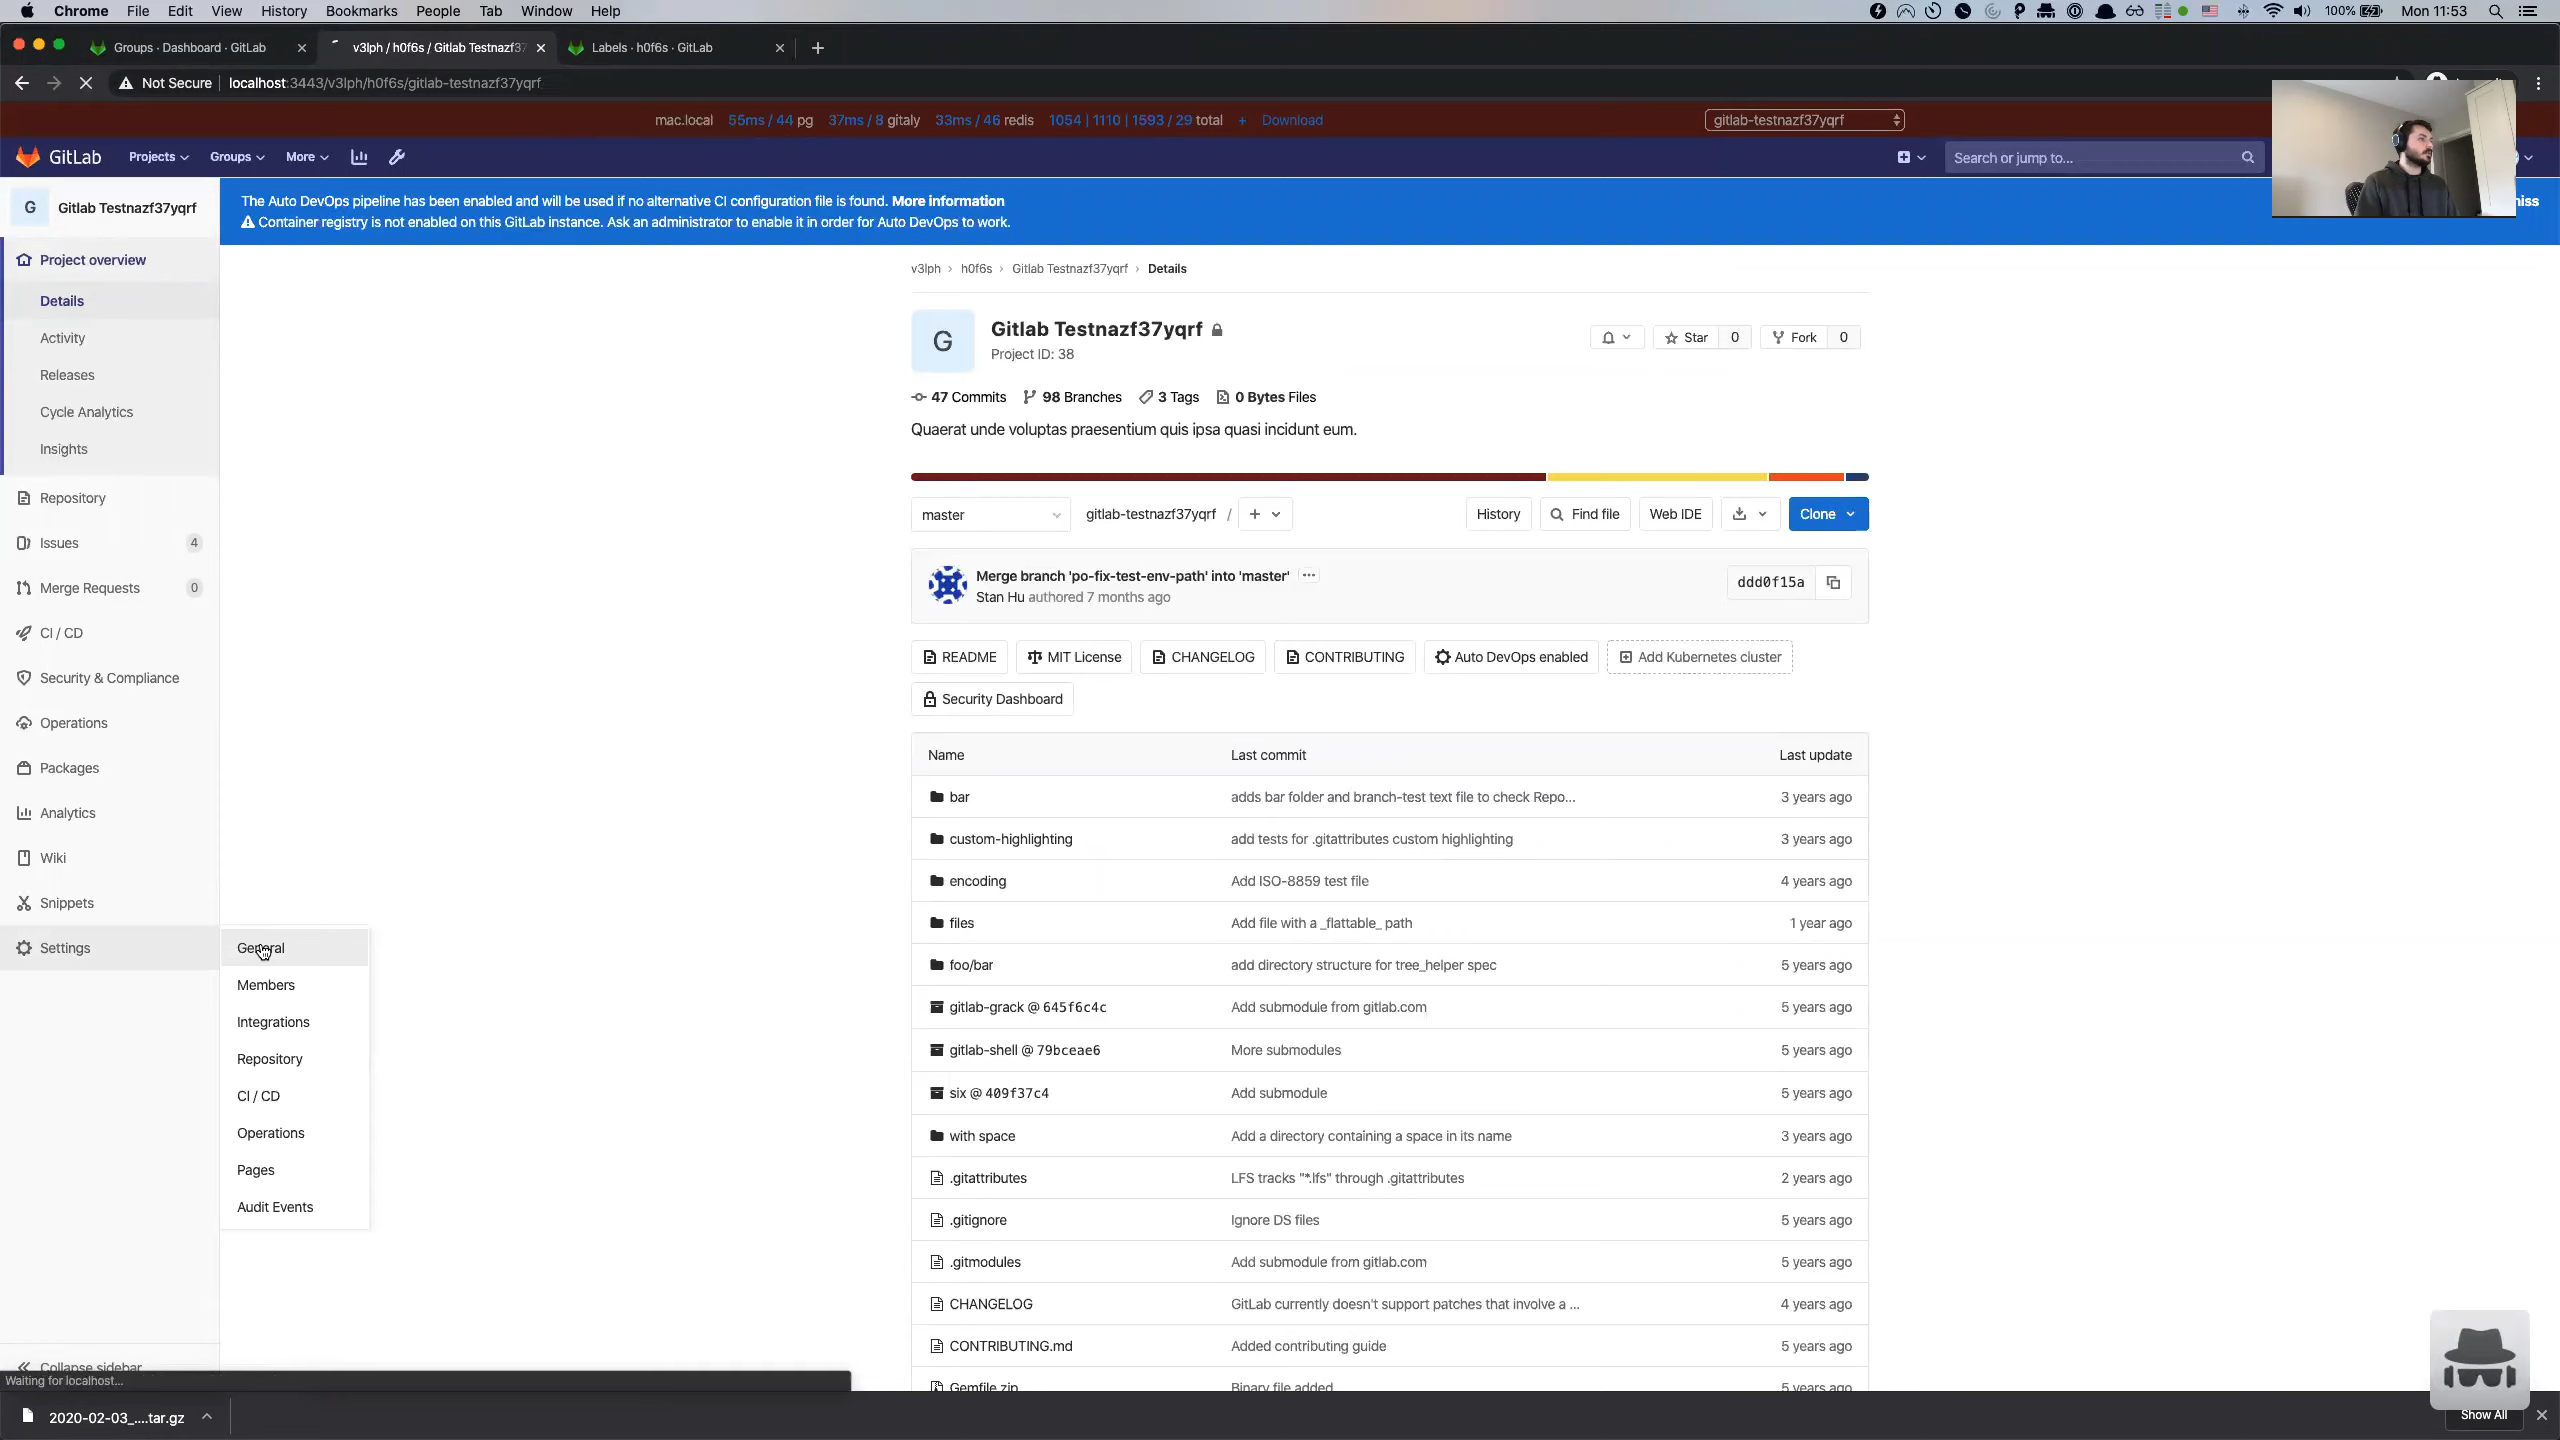 Chrome File Edit View History Bookmarks People Tab Window Help 100% Mon 11:53
Groups · Dashboard · GitLab v3lph / h0f6s / Gitlab Testnazf37 Labels · h0f6s · GitLab
Not Secure localhost:3443/v3lph/h0f6s/gitlab-testnazf37yqrf
mac.local 55ms / 44 pg 37ms / 8 gitaly 33ms / 46 redis 1054 | 1110 | 1593 / 29 total + Download gitlab-testnazf37yqrf
GitLab Projects Groups More Search or jump to...
G Gitlab Testnazf37yqrf
The Auto DevOps pipeline has been enabled and will be used if no alternative CI configuration file is found. More information
Container registry is not enabled on this GitLab instance. Ask an administrator to enable it in order for Auto DevOps to work.
Project overview
Details
Activity
Releases
Cycle Analytics
Insights
Repository
Issues 4
Merge Requests 0
CI / CD
Security & Compliance
Operations
Packages
Analytics
Wiki
Snippets
Settings
General
Members
Integrations
Repository
CI / CD
Operations
Pages
Audit Events
Collapse sidebar
v3lph › h0f6s › Gitlab Testnazf37yqrf › Details
G
Gitlab Testnazf37yqrf
Project ID: 38
Star 0 Fork 0
47 Commits 98 Branches 3 Tags 0 Bytes Files
Quaerat unde voluptas praesentium quis ipsa quasi incidunt eum.
master gitlab-testnazf37yqrf / + History Find file Web IDE Clone
Merge branch 'po-fix-test-env-path' into 'master' ···
Stan Hu authored 7 months ago
ddd0f15a
README MIT License CHANGELOG CONTRIBUTING Auto DevOps enabled Add Kubernetes cluster
Security Dashboard
Name Last commit Last update
bar adds bar folder and branch-test text file to check Repo... 3 years ago
custom-highlighting add tests for .gitattributes custom highlighting 3 years ago
encoding Add ISO-8859 test file 4 years ago
files Add file with a _flattable_ path 1 year ago
foo/bar add directory structure for tree_helper spec 5 years ago
gitlab-grack @ 645f6c4c Add submodule from gitlab.com 5 years ago
gitlab-shell @ 79bceae6 More submodules 5 years ago
six @ 409f37c4 Add submodule 5 years ago
with space Add a directory containing a space in its name 3 years ago
.gitattributes LFS tracks "*.lfs" through .gitattributes 2 years ago
.gitignore Ignore DS files 5 years ago
.gitmodules Add submodule from gitlab.com 5 years ago
CHANGELOG GitLab currently doesn't support patches that involve a ... 4 years ago
CONTRIBUTING.md Added contributing guide 5 years ago
Gemfile.zip Binary file added 5 years ago
Waiting for localhost...
2020-02-03_....tar.gz
Show All